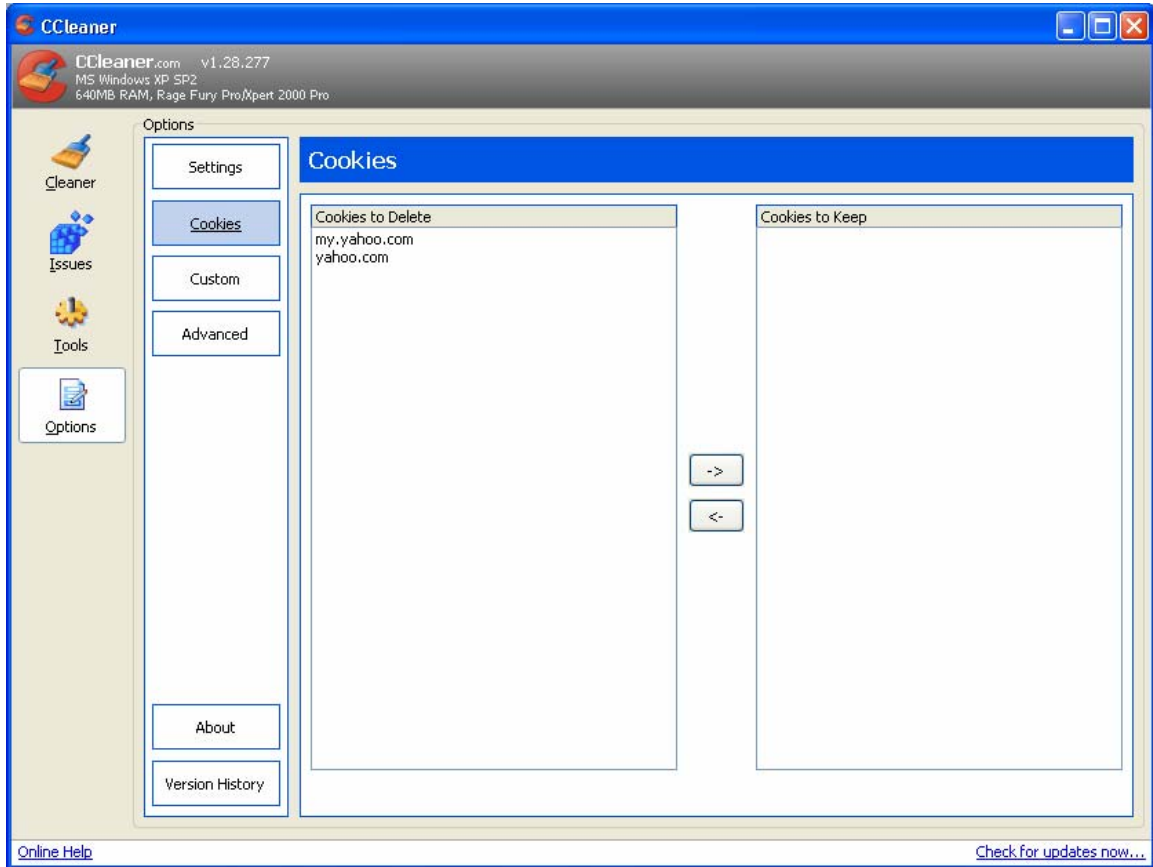 CCleaner
CCleaner.com v1.28.277
MS Windows XP SP2
640MB RAM, Rage Fury Pro/Xpert 2000 Pro
Cleaner
Issues
Tools
Options
Options
Settings
Cookies
Custom
Advanced
About
Version History
Cookies
Cookies to Delete
my.yahoo.com
yahoo.com
->
<-
Cookies to Keep
Online Help
Check for updates now...